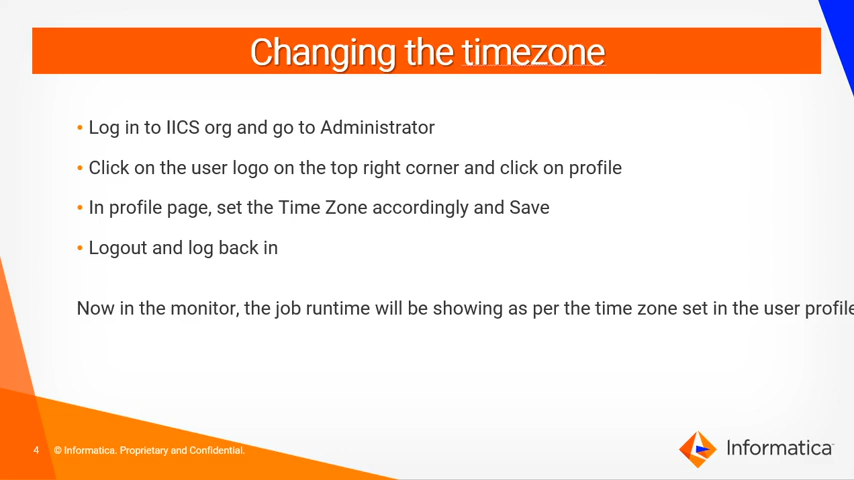 Changing the timezone
• Log in to IICS org and go to Administrator
• Click on the user logo on the top right corner and click on profile
• In profile page, set the Time Zone accordingly and Save
• Logout and log back in
Now in the monitor, the job runtime will be showing as per the time zone set in the user profile
4 © Informatica. Proprietary and Confidential.
Informatica